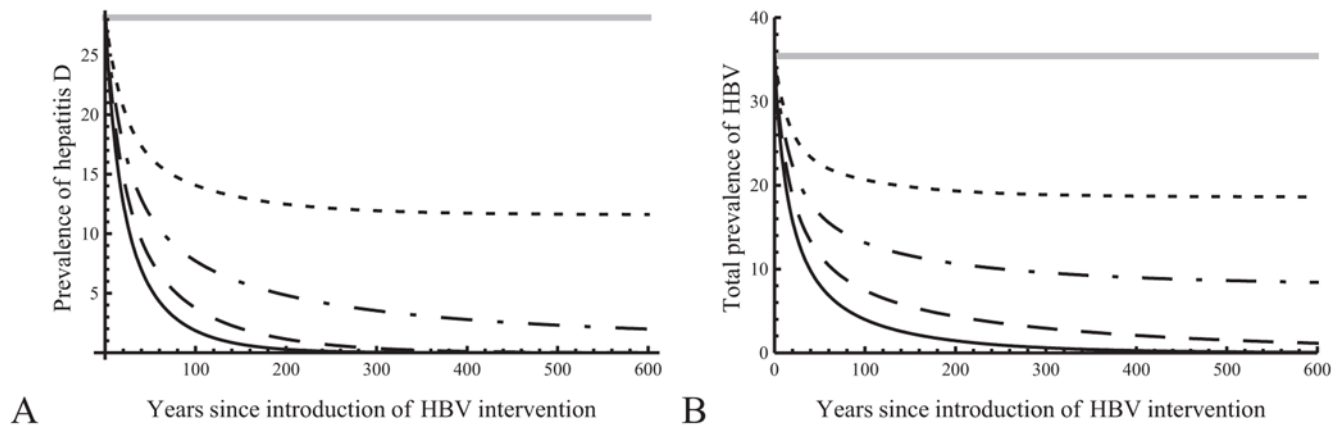 Prevalence of hepatitis D
25
20
15
10
5
100 200 300 400 500 600
Years since introduction of HBV intervention
A
Total prevalence of HBV
40
30
20
10
0
0 100 200 300 400 500 600
Years since introduction of HBV intervention
B